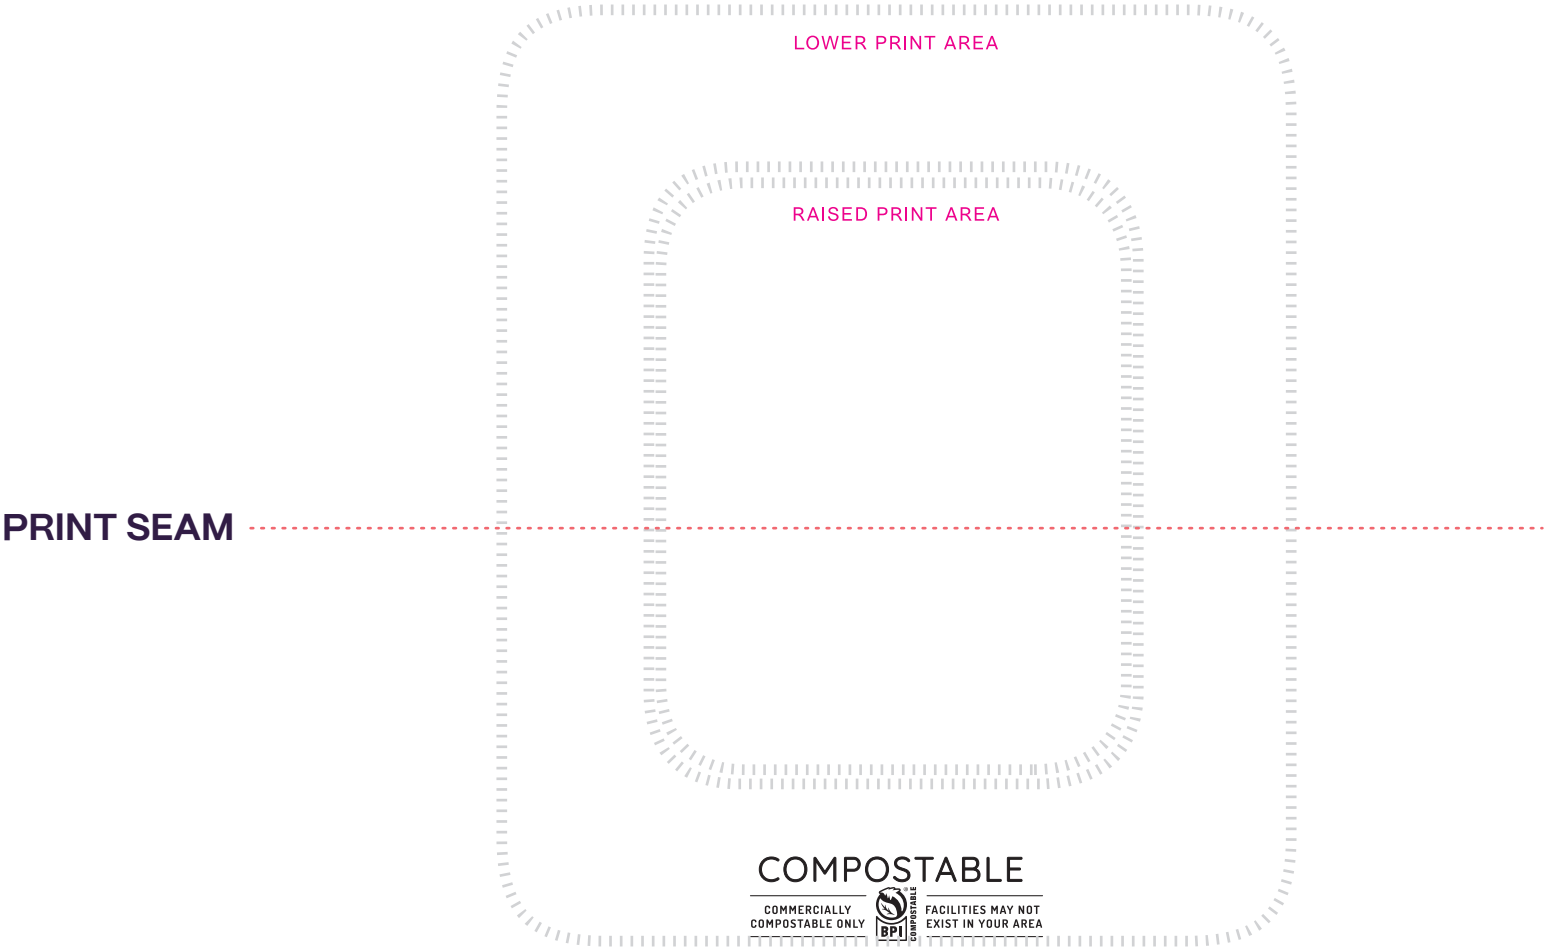 LOWER PRINT AREA
RAISED PRINT AREA
PRINT SEAM
COMPOSTABLE
COMMERCIALLY
COMPOSTABLE ONLY
®
BPI
COMPOSTABLE
FACILITIES MAY NOT
EXIST IN YOUR AREA